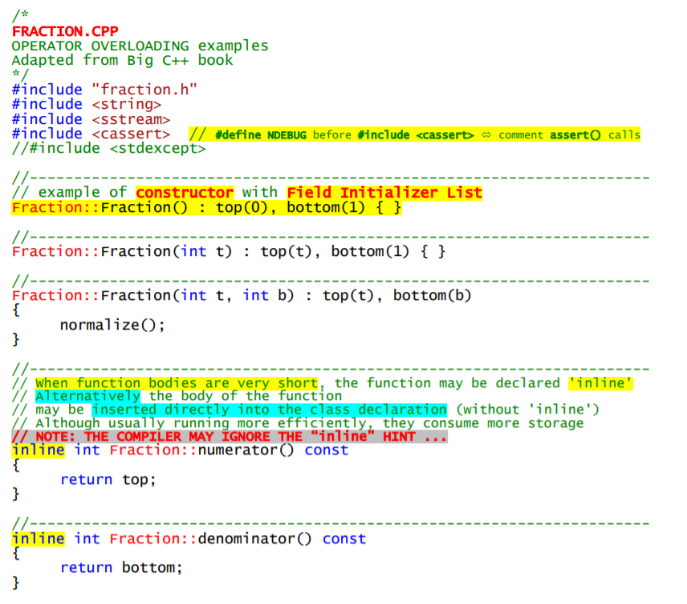 /*
FRACTION.CPP
OPERATOR OVERLOADING examples
Adapted from Big C++ book
*/
#include "fraction.h"
#include <string>
#include <sstream>
#include <cassert> // #define NDEBUG before #include <cassert> ⇔ comment assert() calls
//#include <stdexcept>
//----------------------------------------------------------------------
// example of constructor with Field Initializer List
Fraction::Fraction() : top(0), bottom(1) { }
//----------------------------------------------------------------------
Fraction::Fraction(int t) : top(t), bottom(1) { }
//----------------------------------------------------------------------
Fraction::Fraction(int t, int b) : top(t), bottom(b)
{
normalize();
}
//----------------------------------------------------------------------
// When function bodies are very short, the function may be declared 'inline'
// Alternatively the body of the function
// may be inserted directly into the class declaration (without 'inline')
// Although usually running more efficiently, they consume more storage
// NOTE: THE COMPILER MAY IGNORE THE "inline" HINT ...
inline int Fraction::numerator() const
{
return top;
}
//----------------------------------------------------------------------
inline int Fraction::denominator() const
{
return bottom;
}